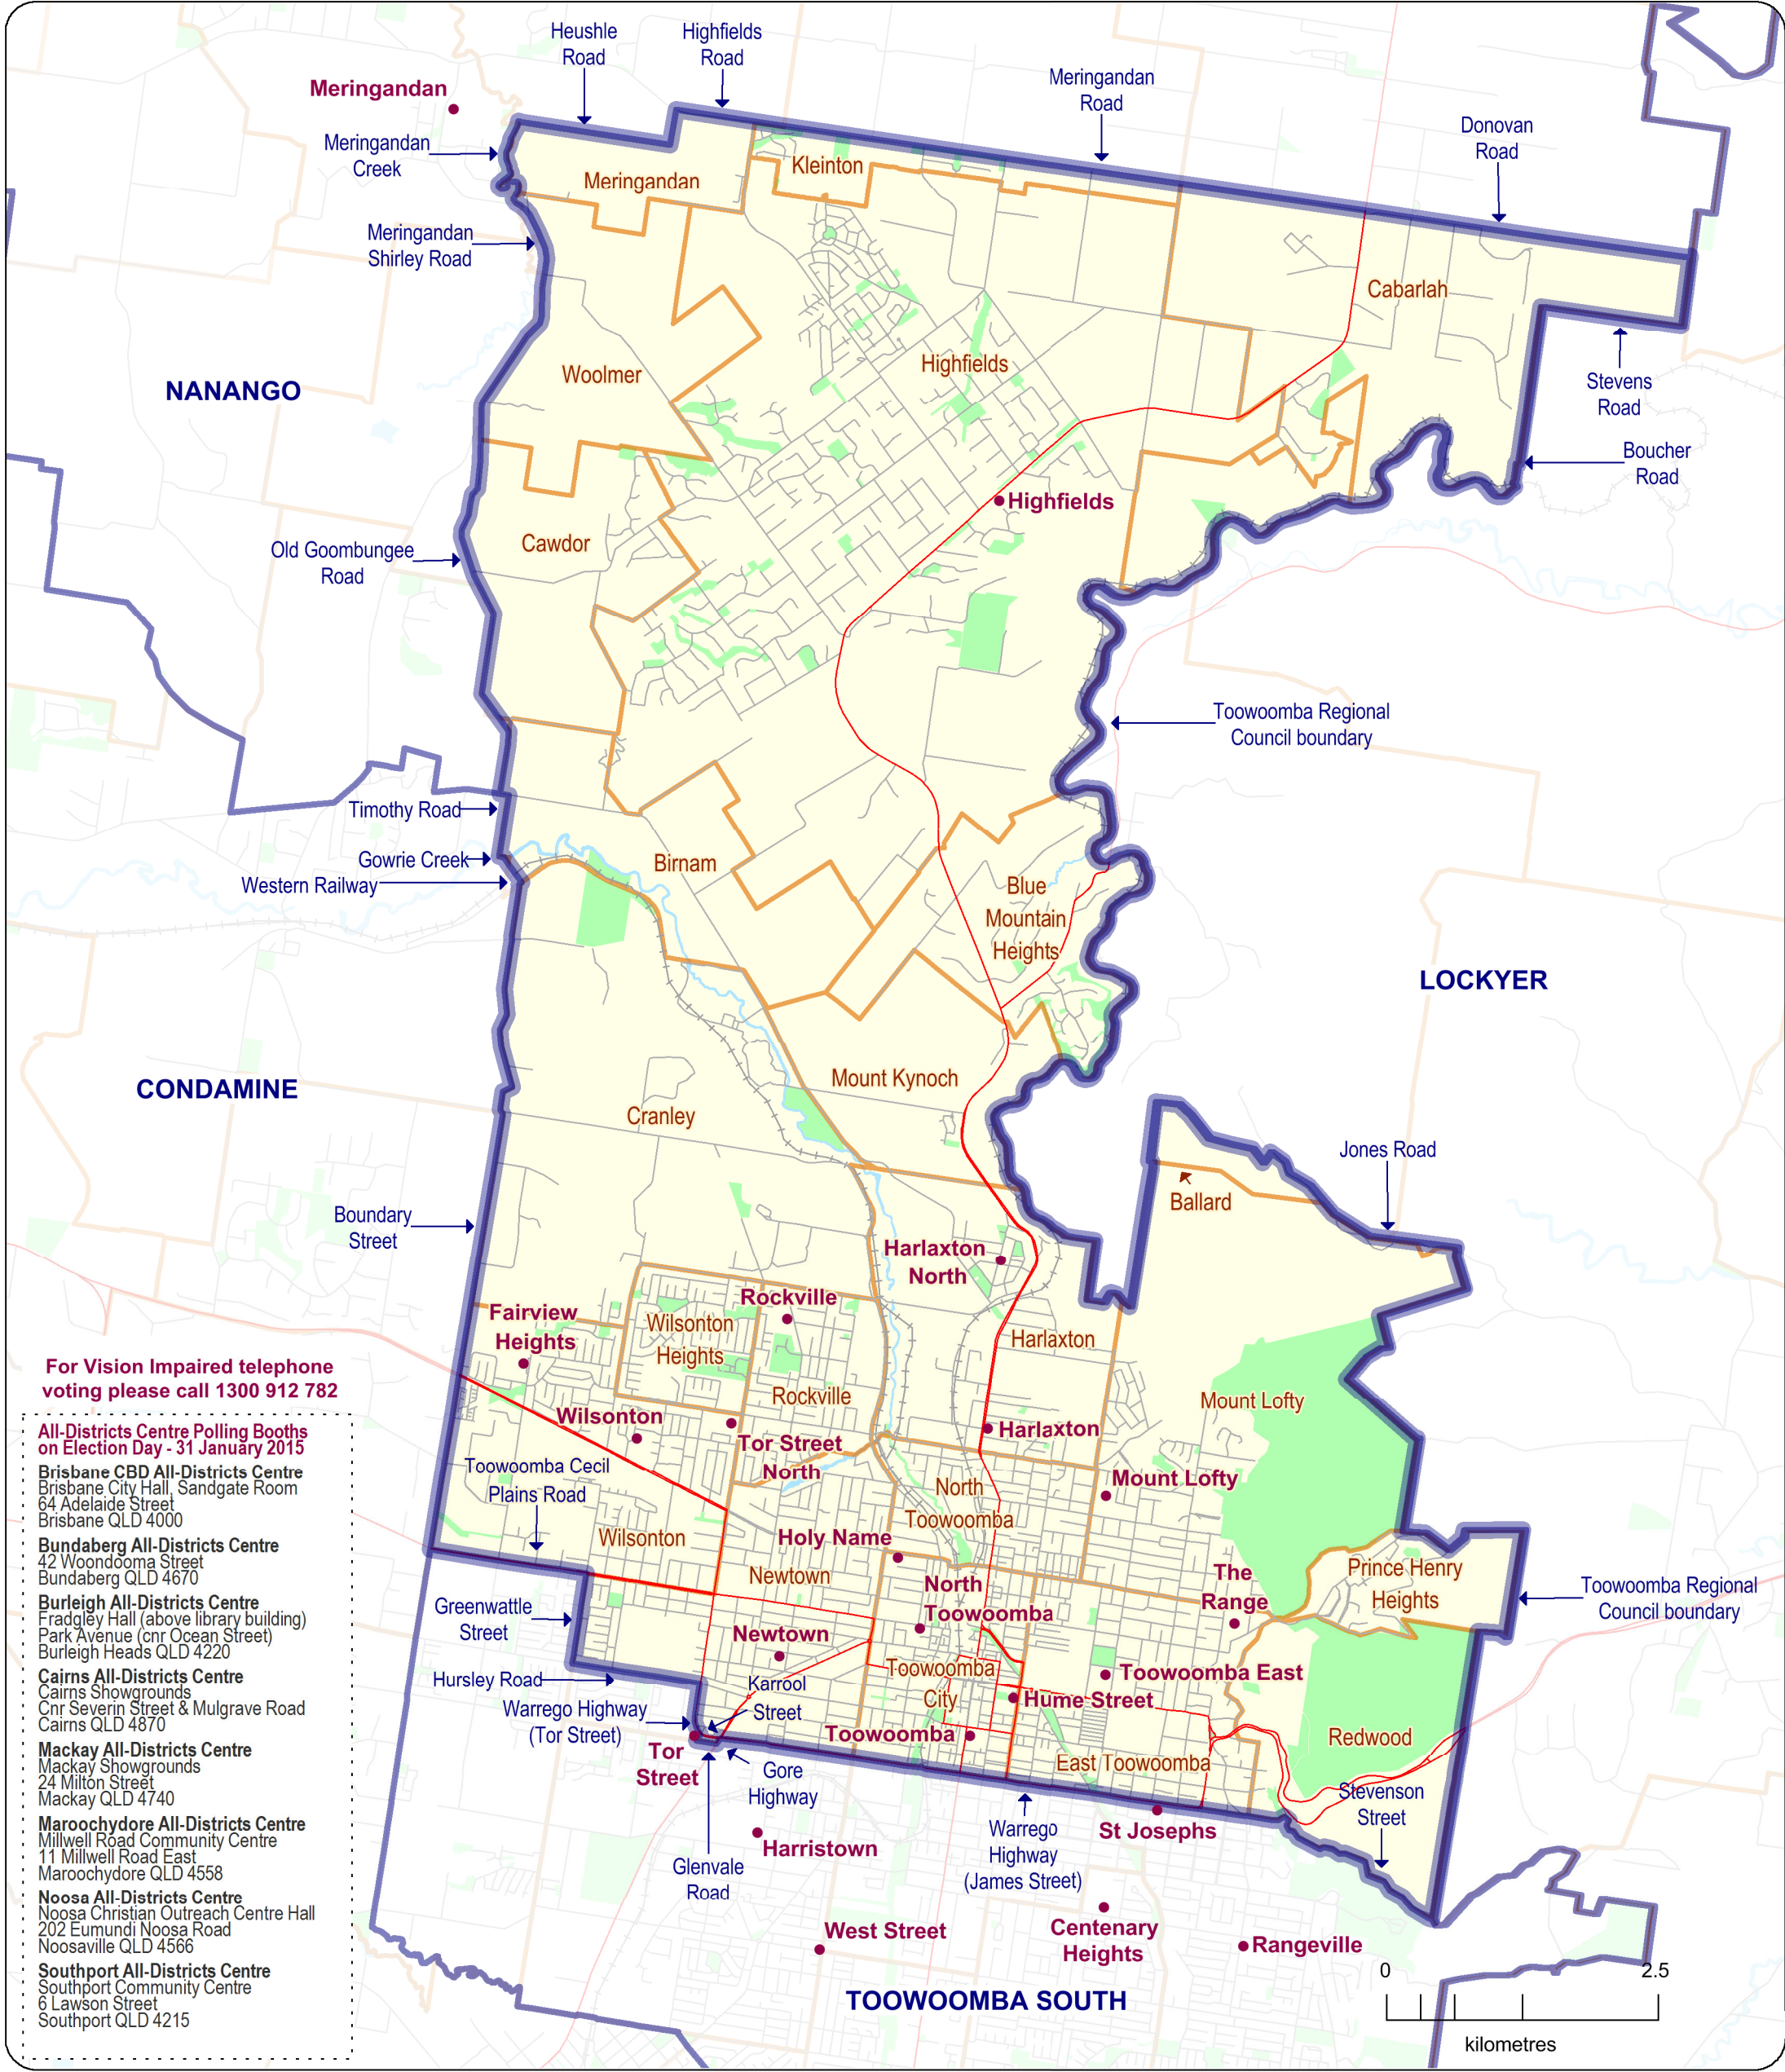 Heushle
Road
Highfields
Road
Meringandan
Road
Donovan
Road
Meringandan
Meringandan
Creek
Meringandan
Kleinton
Meringandan
Shirley Road
Cabarlah
NANANGO
Woolmer
Highfields
Stevens
Road
Boucher
Road
Highfields
Cawdor
Old Goombungee
Road
Toowoomba Regional
Council boundary
Timothy Road
Gowrie Creek
Western Railway
Birnam
Blue
Mountain
Heights
LOCKYER
CONDAMINE
Mount Kynoch
Cranley
Jones Road
Ballard
Boundary
Street
Harlaxton
North
Rockville
Fairview
Heights
Wilsonton
Heights
Harlaxton
Rockville
Mount Lofty
Wilsonton
Tor Street
North
Harlaxton
Mount Lofty
Toowoomba Cecil
Plains Road
North
Toowoomba
Wilsonton
Holy Name
Newtown
North
Toowoomba
The
Range
Prince Henry
Heights
Toowoomba Regional
Council boundary
Greenwattle
Street
Newtown
Toowoomba
City
Toowoomba East
Hursley Road
Karrool
Street
Hume Street
Warrego Highway
(Tor Street)
Toowoomba
Redwood
Tor
Street
Gore
Highway
East Toowoomba
Stevenson
Street
St Josephs
Harristown
Glenvale
Road
Warrego
Highway
(James Street)
West Street
Centenary
Heights
Rangeville
TOOWOOMBA SOUTH
0
2.5
kilometres
For Vision Impaired telephone
voting please call 1300 912 782
All-Districts Centre Polling Booths
on Election Day - 31 January 2015
Brisbane CBD All-Districts Centre
Brisbane City Hall, Sandgate Room
64 Adelaide Street
Brisbane QLD 4000
Bundaberg All-Districts Centre
42 Woondooma Street
Bundaberg QLD 4670
Burleigh All-Districts Centre
Fradgley Hall (above library building)
Park Avenue (cnr Ocean Street)
Burleigh Heads QLD 4220
Cairns All-Districts Centre
Cairns Showgrounds
Cnr Severin Street & Mulgrave Road
Cairns QLD 4870
Mackay All-Districts Centre
Mackay Showgrounds
24 Milton Street
Mackay QLD 4740
Maroochydore All-Districts Centre
Millwell Road Community Centre
11 Millwell Road East
Maroochydore QLD 4558
Noosa All-Districts Centre
Noosa Christian Outreach Centre Hall
202 Eumundi Noosa Road
Noosaville QLD 4566
Southport All-Districts Centre
Southport Community Centre
6 Lawson Street
Southport QLD 4215